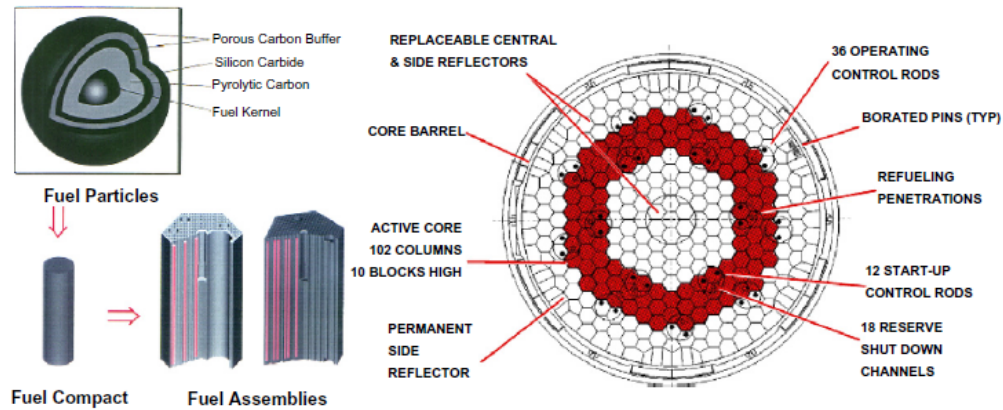 Porous Carbon Buffer
Silicon Carbide
Pyrolytic Carbon
Fuel Kernel
Fuel Particles
Fuel Compact
Fuel Assemblies
REPLACEABLE CENTRAL
& SIDE REFLECTORS
CORE BARREL
ACTIVE CORE
102 COLUMNS
10 BLOCKS HIGH
PERMANENT
SIDE
REFLECTOR
36 OPERATING
CONTROL RODS
BORATED PINS (TYP)
REFUELING
PENETRATIONS
12 START-UP
CONTROL RODS
18 RESERVE
SHUT DOWN
CHANNELS